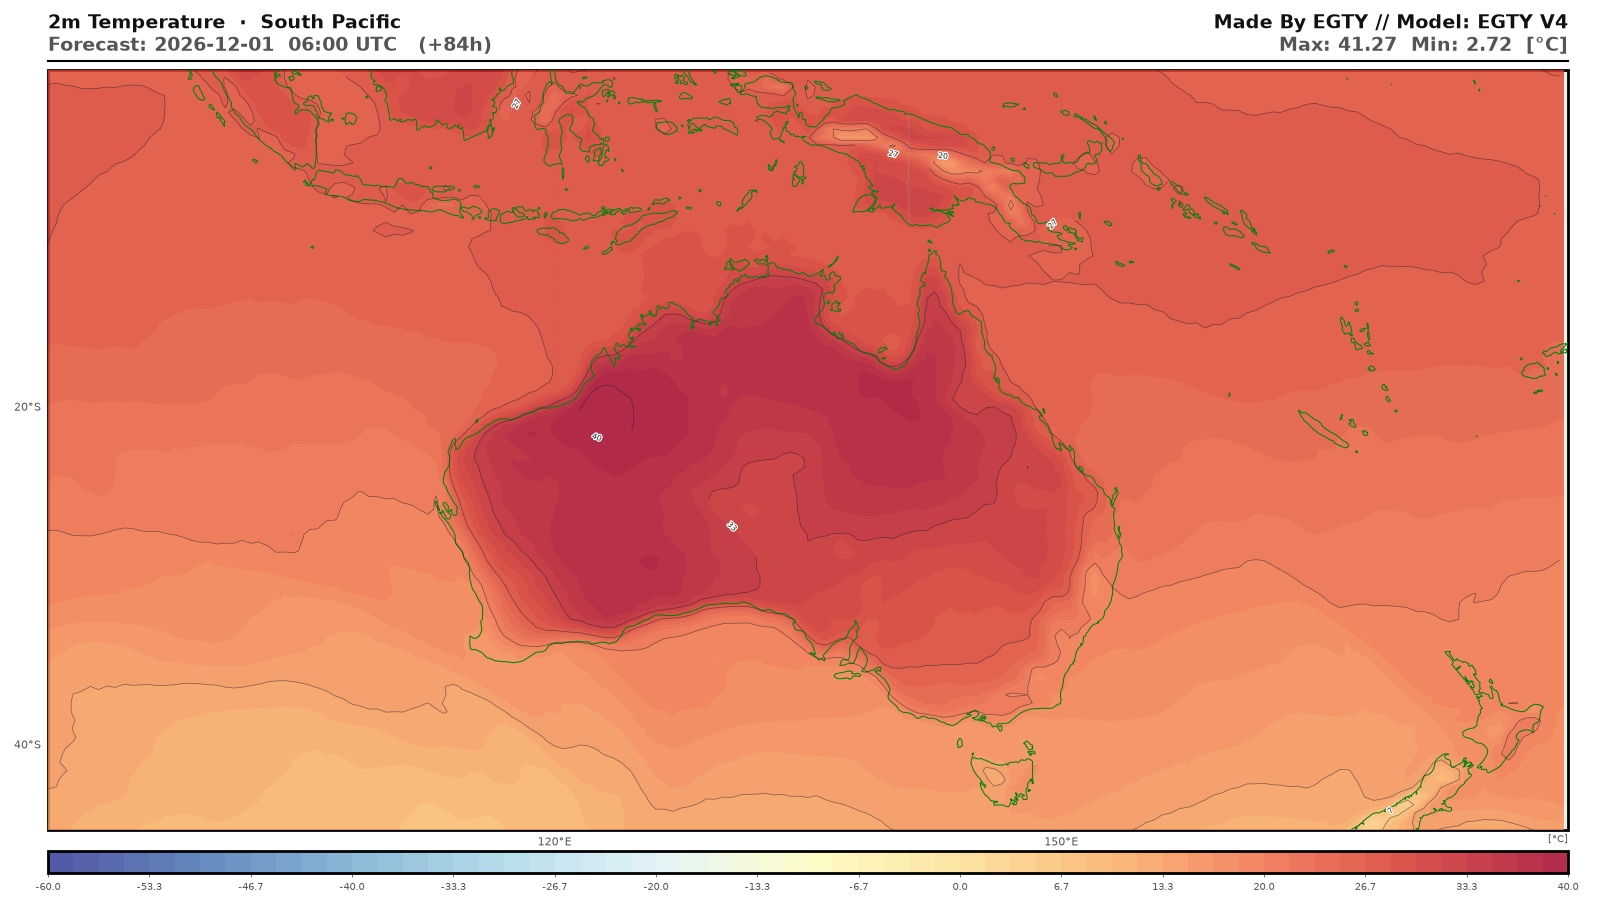 2m Temperature · South Pacific
Made By EGTY // Model: EGTY V4
Forecast: 2026-12-01 06:00 UTC (+84h)
Max: 41.27 Min: 2.72 [°C]
27
27
20
27
20°S
40
33
40°S
7
120°E
150°E
[°C]
-60.0
-53.3
-46.7
-40.0
-33.3
-26.7
-20.0
-13.3
-6.7
0.0
6.7
13.3
20.0
26.7
33.3
40.0